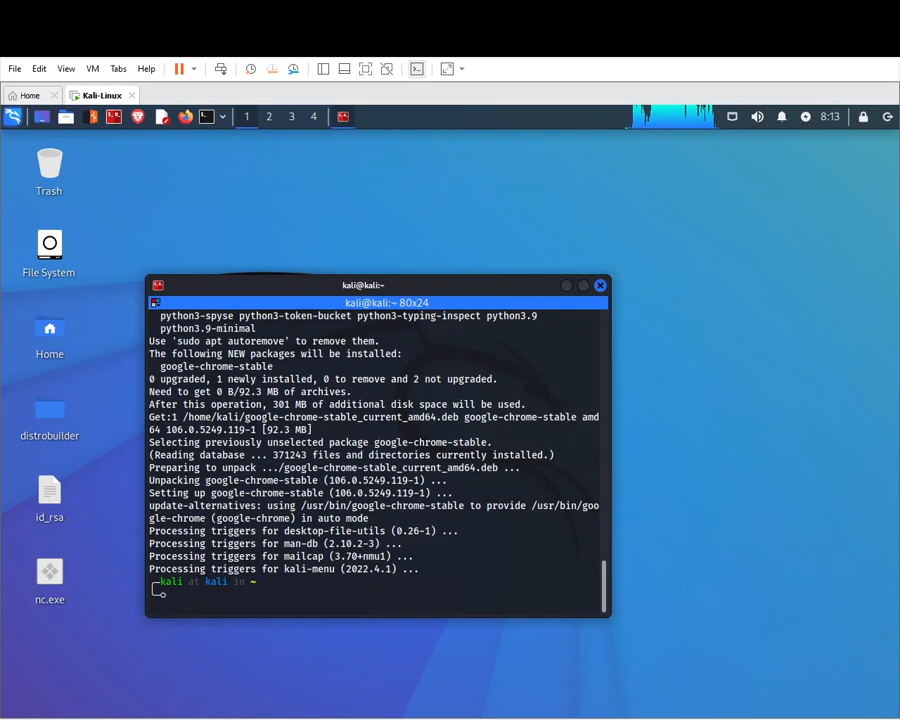 File Edit View VM Tabs Help
Home Kali-Linux
1 2 3 4 8:13
Trash
File System
Home
distrobuilder
id_rsa
nc.exe
kali@kali:~
kali@kali:~ 80x24
python3-spyse python3-token-bucket python3-typing-inspect python3.9
python3.9-minimal
Use 'sudo apt autoremove' to remove them.
The following NEW packages will be installed:
google-chrome-stable
0 upgraded, 1 newly installed, 0 to remove and 2 not upgraded.
Need to get 0 B/92.3 MB of archives.
After this operation, 301 MB of additional disk space will be used.
Get:1 /home/kali/google-chrome-stable_current_amd64.deb google-chrome-stable amd
64 106.0.5249.119-1 [92.3 MB]
Selecting previously unselected package google-chrome-stable.
(Reading database ... 371243 files and directories currently installed.)
Preparing to unpack .../google-chrome-stable_current_amd64.deb ...
Unpacking google-chrome-stable (106.0.5249.119-1) ...
Setting up google-chrome-stable (106.0.5249.119-1) ...
update-alternatives: using /usr/bin/google-chrome-stable to provide /usr/bin/goo
gle-chrome (google-chrome) in auto mode
Processing triggers for desktop-file-utils (0.26-1) ...
Processing triggers for man-db (2.10.2-3) ...
Processing triggers for mailcap (3.70+nmu1) ...
Processing triggers for kali-menu (2022.4.1) ...
kali at kali in ~